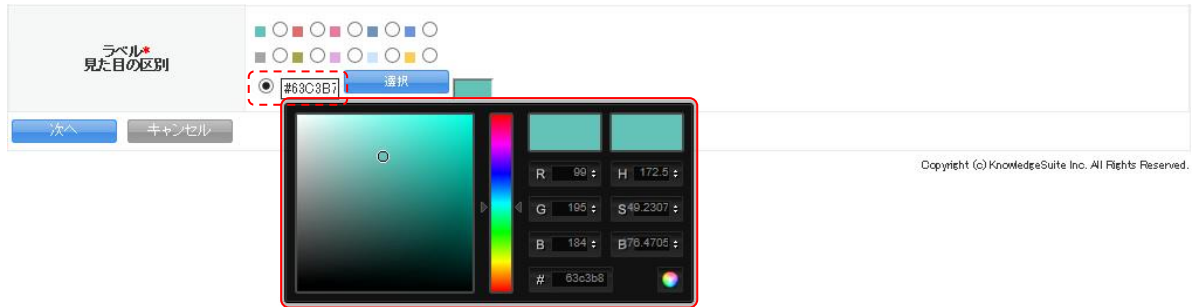 ラベル*
見た目の区別
#63C3B7 選択
R 99 H 172.5
G 195 S 49.2307
B 184 B 76.4705
# 63c3b8
次へ キャンセル
Copyright (c) KnowledgeSuite Inc. All Rights Reserved.